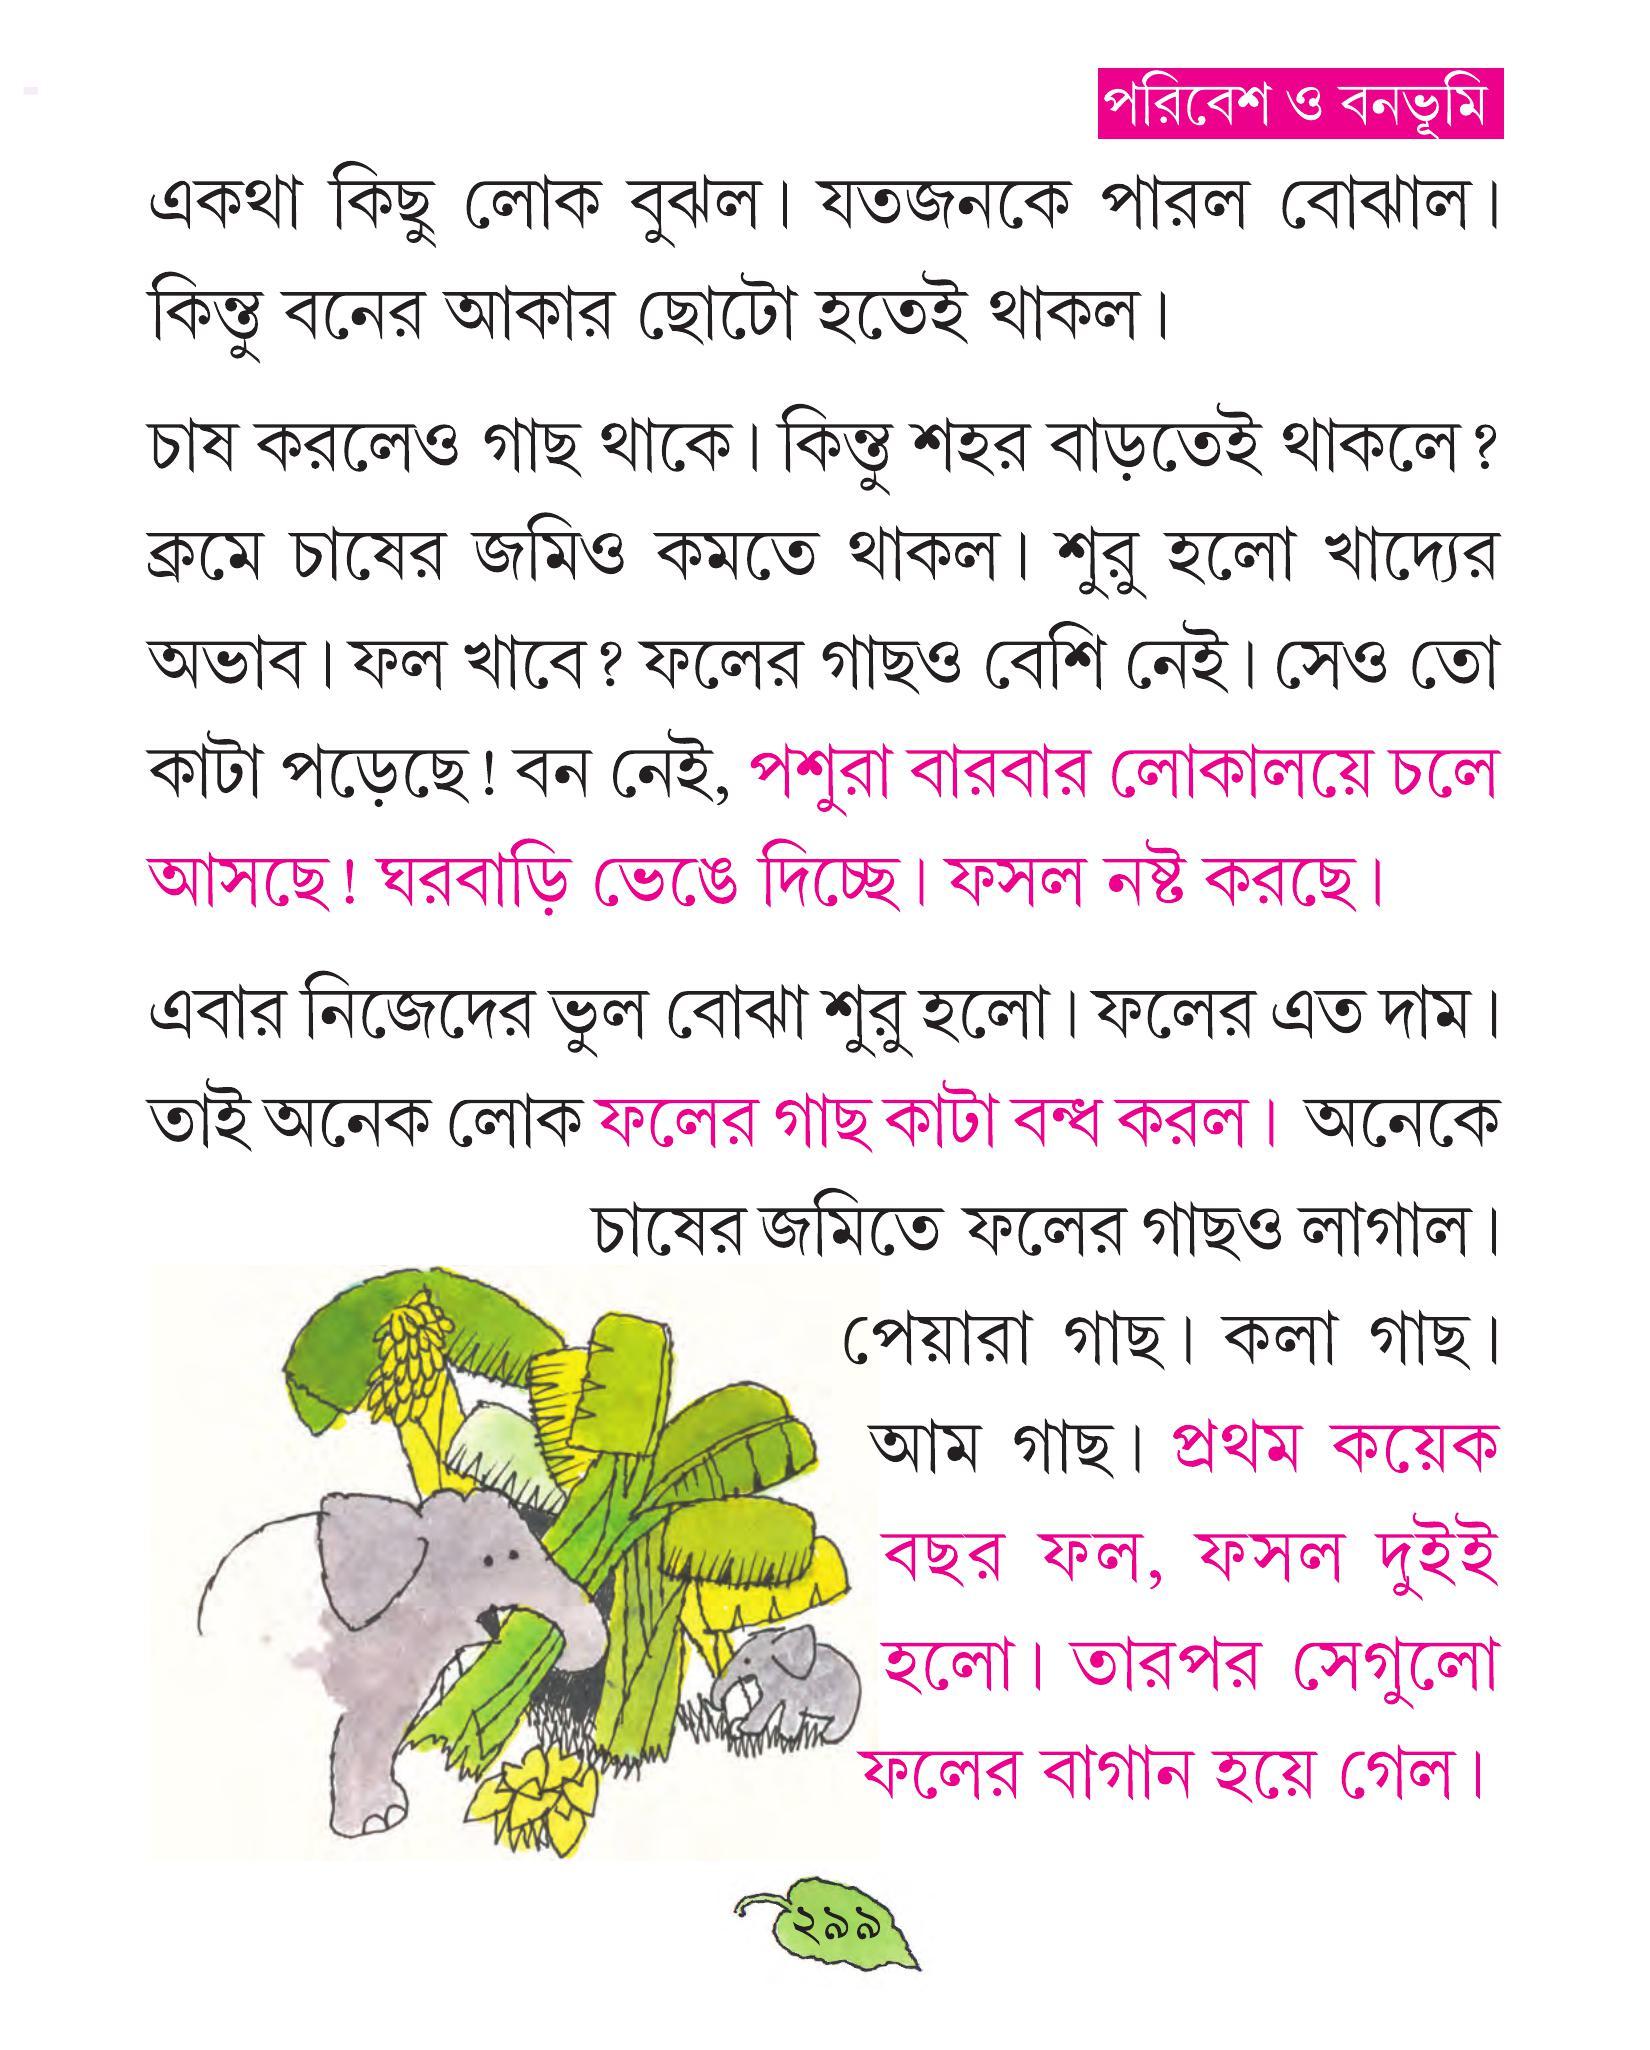 পরিবেশ ও বনভূমি
একথা কিছু লোক বুঝল। যতজনকে পারল বোঝাল।
কিন্তু বনের আকার ছোটো হতেই থাকল।
চাষ করলেও গাছ থাকে। কিন্তু শহর বাড়তেই থাকলে?
ক্রমে চাষের জমিও কমতে থাকল। শুরু হলো খাদ্যের
অভাব। ফল খাবে? ফলের গাছও বেশি নেই। সেও তো
কাটা পড়েছে! বন নেই, পশুরা বারবার লোকালয়ে চলে
আসছে! ঘরবাড়ি ভেঙে দিচ্ছে। ফসল নষ্ট করছে।
এবার নিজেদের ভুল বোঝা শুরু হলো। ফলের এত দাম।
তাই অনেক লোক ফলের গাছ কাটা বন্ধ করল। অনেকে
চাষের জমিতে ফলের গাছও লাগাল।
পেয়ারা গাছ। কলা গাছ।
আম গাছ। প্রথম কয়েক
বছর ফল, ফসল দুইই
হলো। তারপর সেগুলো
ফলের বাগান হয়ে গেল।
২৯৯